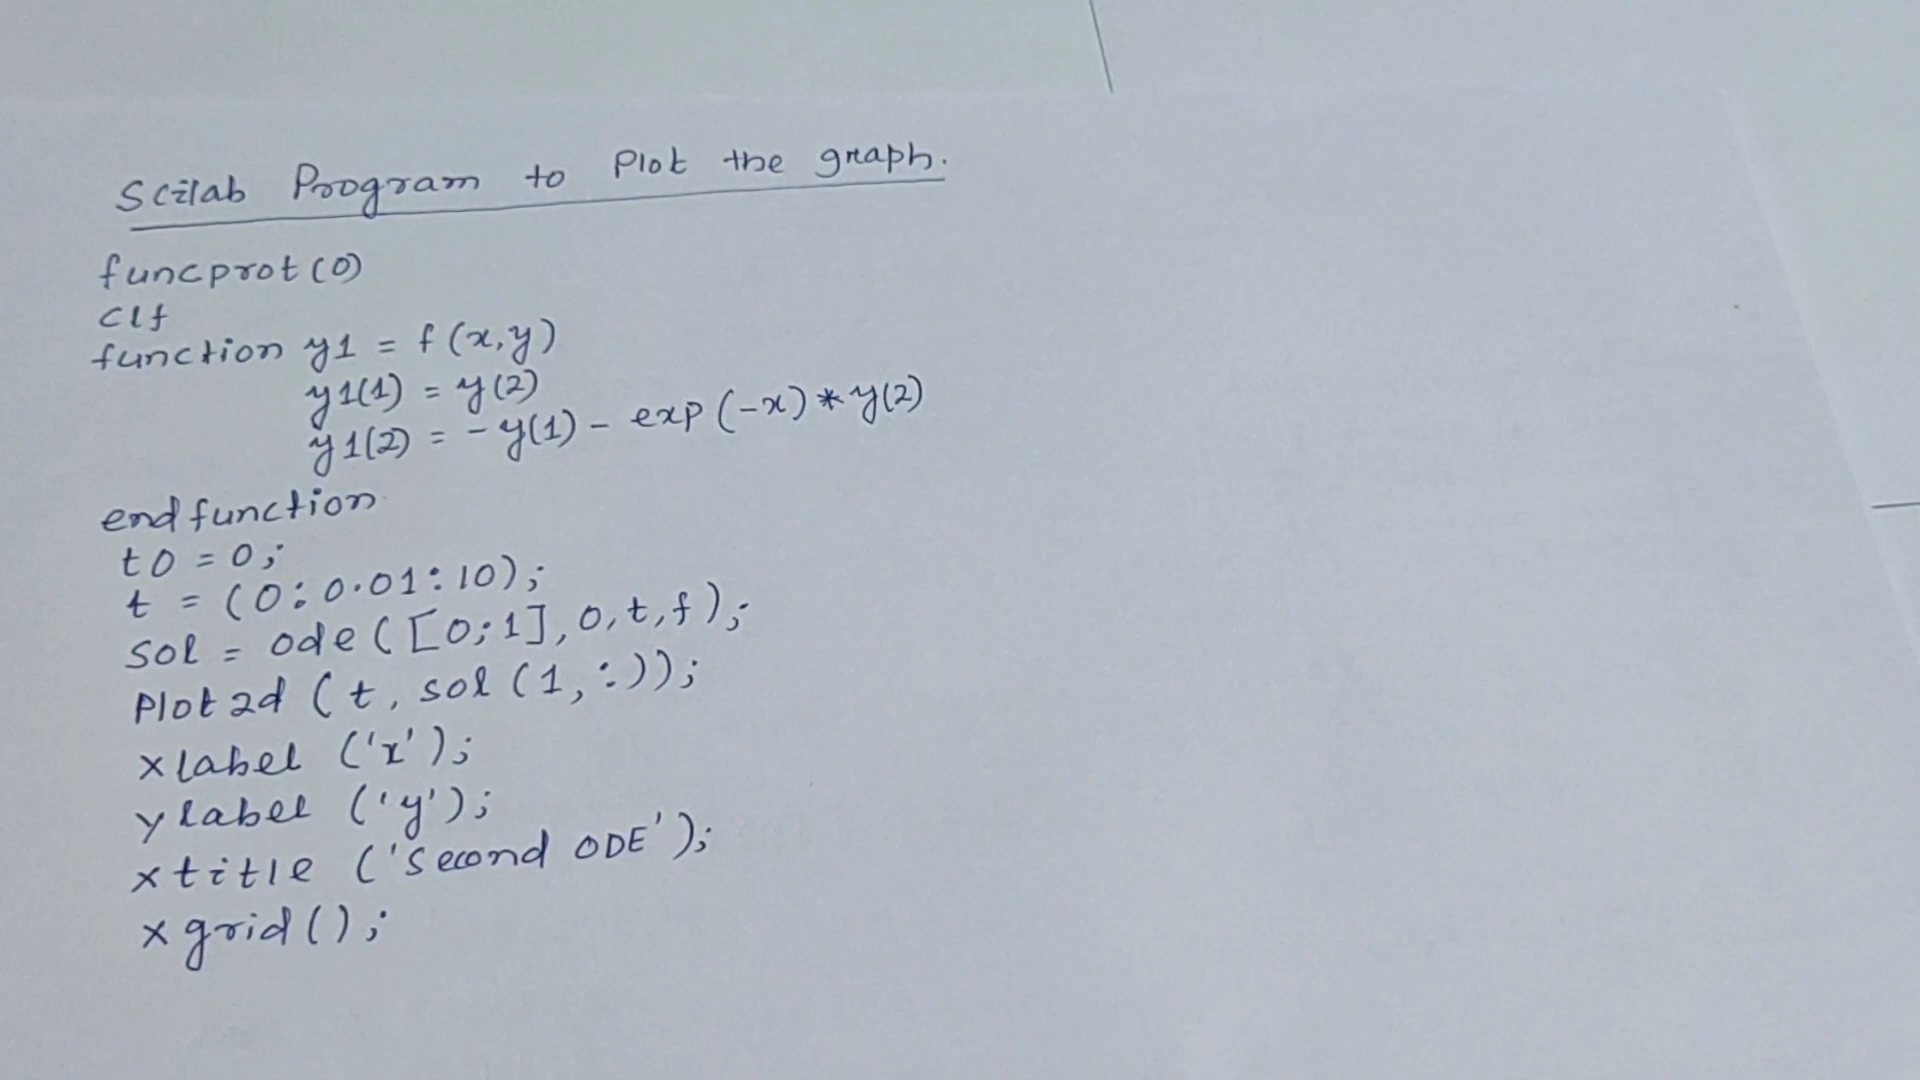 Scilab Program to Plot the graph.
funcprot(0)
clf
function y1 = f(x,y)
y1(1) = y(2)
y1(2) = -y(1) - exp(-x)*y(2)
endfunction
t0 = 0;
t = (0:0.01:10);
sol = ode([0;1],0,t,f);
Plot2d (t, sol(1,:));
xlabel ('x');
ylabel ('y');
xtitle ('Second ODE');
xgrid();